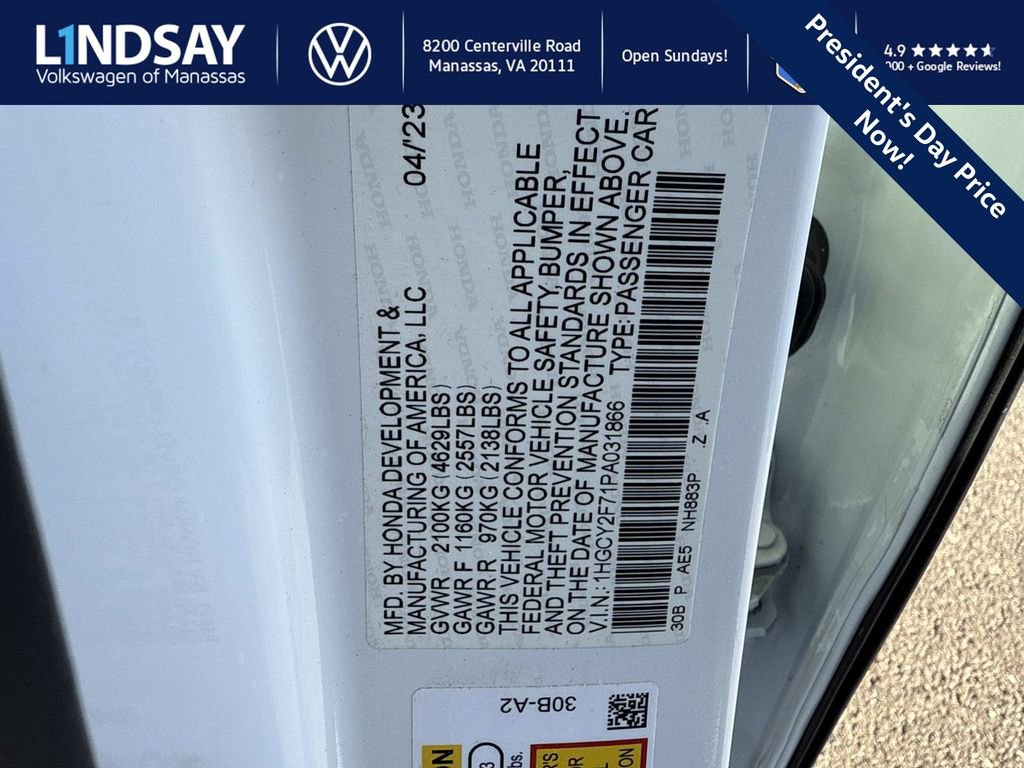 L1NDSAY
Volkswagen of Manassas
8200 Centerville Road
Manassas, VA 20111
Open Sundays!
4.9
000 + Google Reviews!
President's Day Price
Now!
MFD. BY HONDA DEVELOPMENT &
MANUFACTURING OF AMERICA, LLC 04/'23
GVWR 2100KG (4629LBS)
GAWR F 1160KG (2557LBS)
GAWR R 970KG (2138LBS)
THIS VEHICLE CONFORMS TO ALL APPLICABLE
FEDERAL MOTOR VEHICLE SAFETY, BUMPER,
AND THEFT PREVENTION STANDARDS IN EFFECT
ON THE DATE OF MANUFACTURE SHOWN ABOVE.
V.I.N.: 1HGCY2F71PA031866 TYPE: PASSENGER CAR
30B P AE5 NH883P Z A
30B-A2